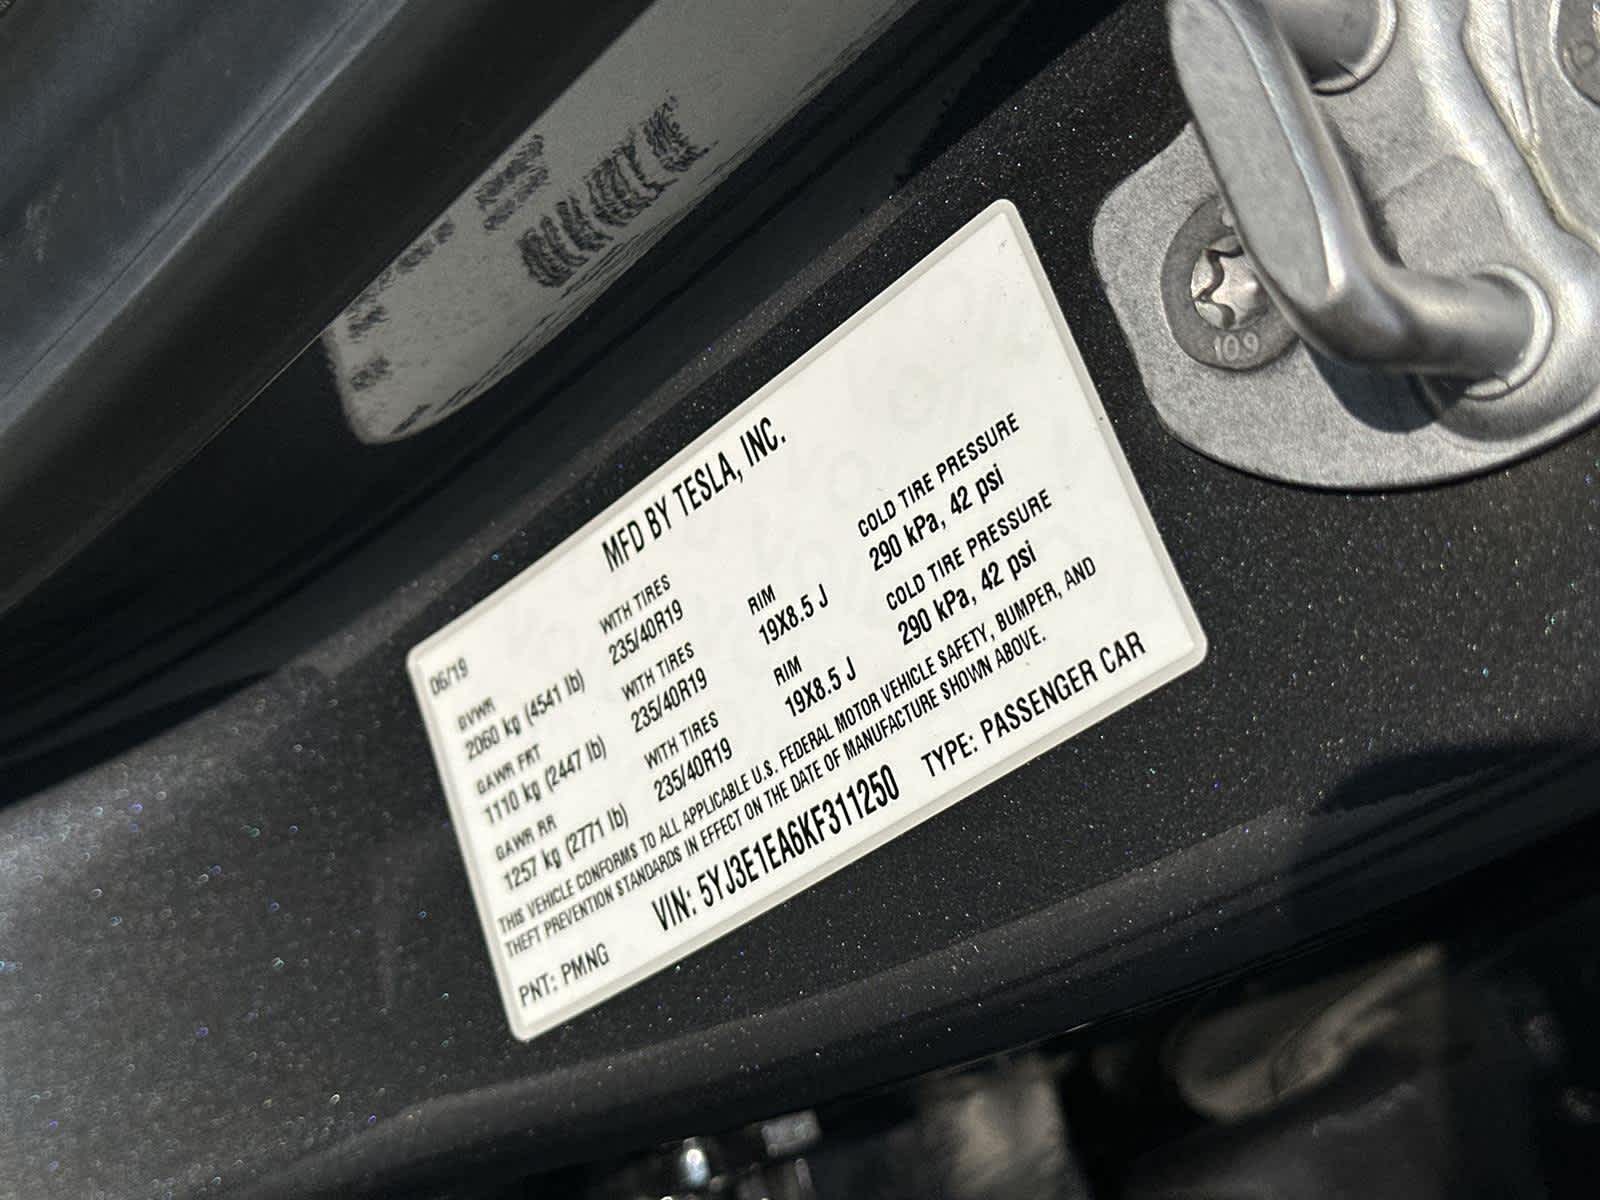 MFD BY TESLA, INC.
06/19
GVWR
2060 kg (4541 lb)
WITH TIRES
235/40R19
RIM
19X8.5 J
COLD TIRE PRESSURE
290 kPa, 42 psi
GAWR FRT
1110 kg (2447 lb)
WITH TIRES
235/40R19
RIM
19X8.5 J
COLD TIRE PRESSURE
290 kPa, 42 psi
GAWR RR
1257 kg (2771 lb)
WITH TIRES
235/40R19
THIS VEHICLE CONFORMS TO ALL APPLICABLE U.S. FEDERAL MOTOR VEHICLE SAFETY, BUMPER, AND
THEFT PREVENTION STANDARDS IN EFFECT ON THE DATE OF MANUFACTURE SHOWN ABOVE.
PNT: PMNG
VIN: 5YJ3E1EA6KF311250
TYPE: PASSENGER CAR
10.9